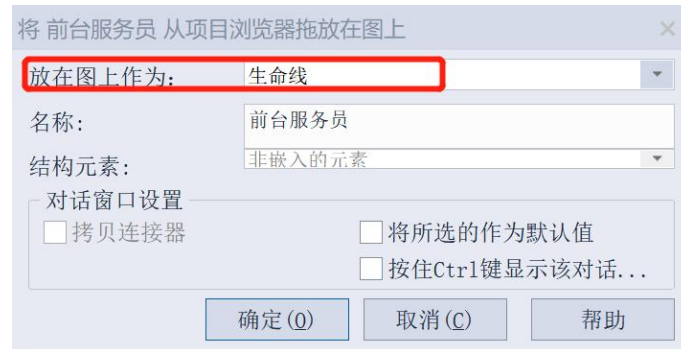 将 前台服务员 从项目浏览器拖放在图上
放在图上作为: 生命线
名称: 前台服务员
结构元素: 非嵌入的元素
对话窗口设置
拷贝连接器 将所选的作为默认值
按住Ctrl键显示该对话...
确定(O) 取消(C) 帮助